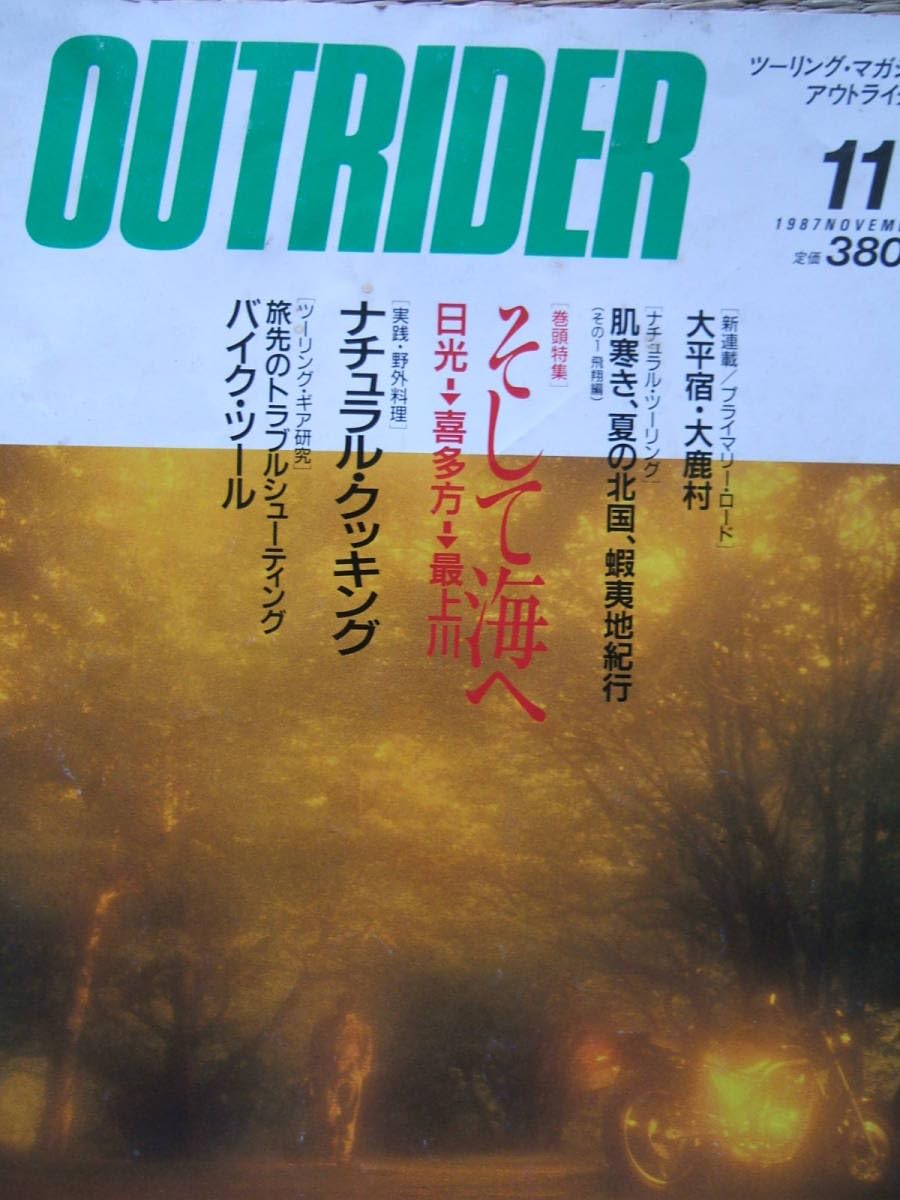 OUTRIDER
ツーリング・マガジ
アウトライダ
11
1987NOVEM
定価380
[新連載/プライマリー・ロード]
大平宿・大鹿村
[ナチュラル・ツーリング]
肌寒き、夏の北国、蝦夷地紀行
(その1 飛翔編)
[巻頭特集]
そして海へ
日光➡喜多方➡最上川
[実践・野外料理]
ナチュラル・クッキング
[ツーリング・ギア研究]
旅先のトラブルシューティング
バイク・ツール